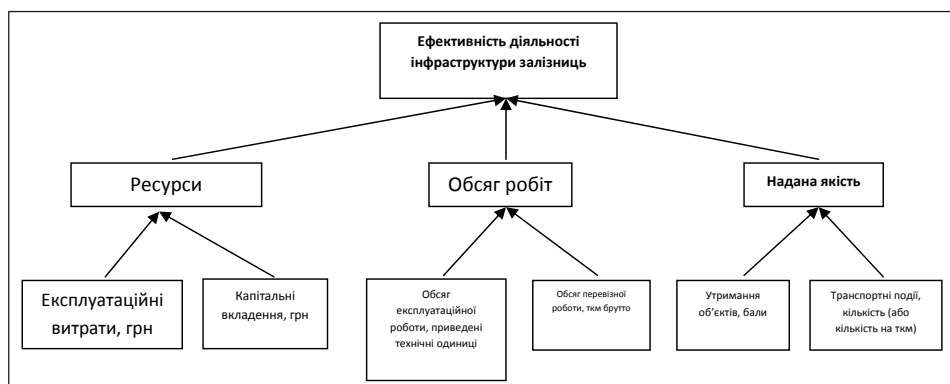 Ефективність діяльності
інфраструктури залізниць
Ресурси
Обсяг робіт
Надана якість
Експлуатаційні
витрати, грн
Капітальні
вкладення, грн
Обсяг
експлуатаційної
роботи, приведені
технічні одиниці
Обсяг перевізної
роботи, ткм брутто
Утримання
об’єктів, бали
Транспортні події,
кількість (або
кількість на ткм)